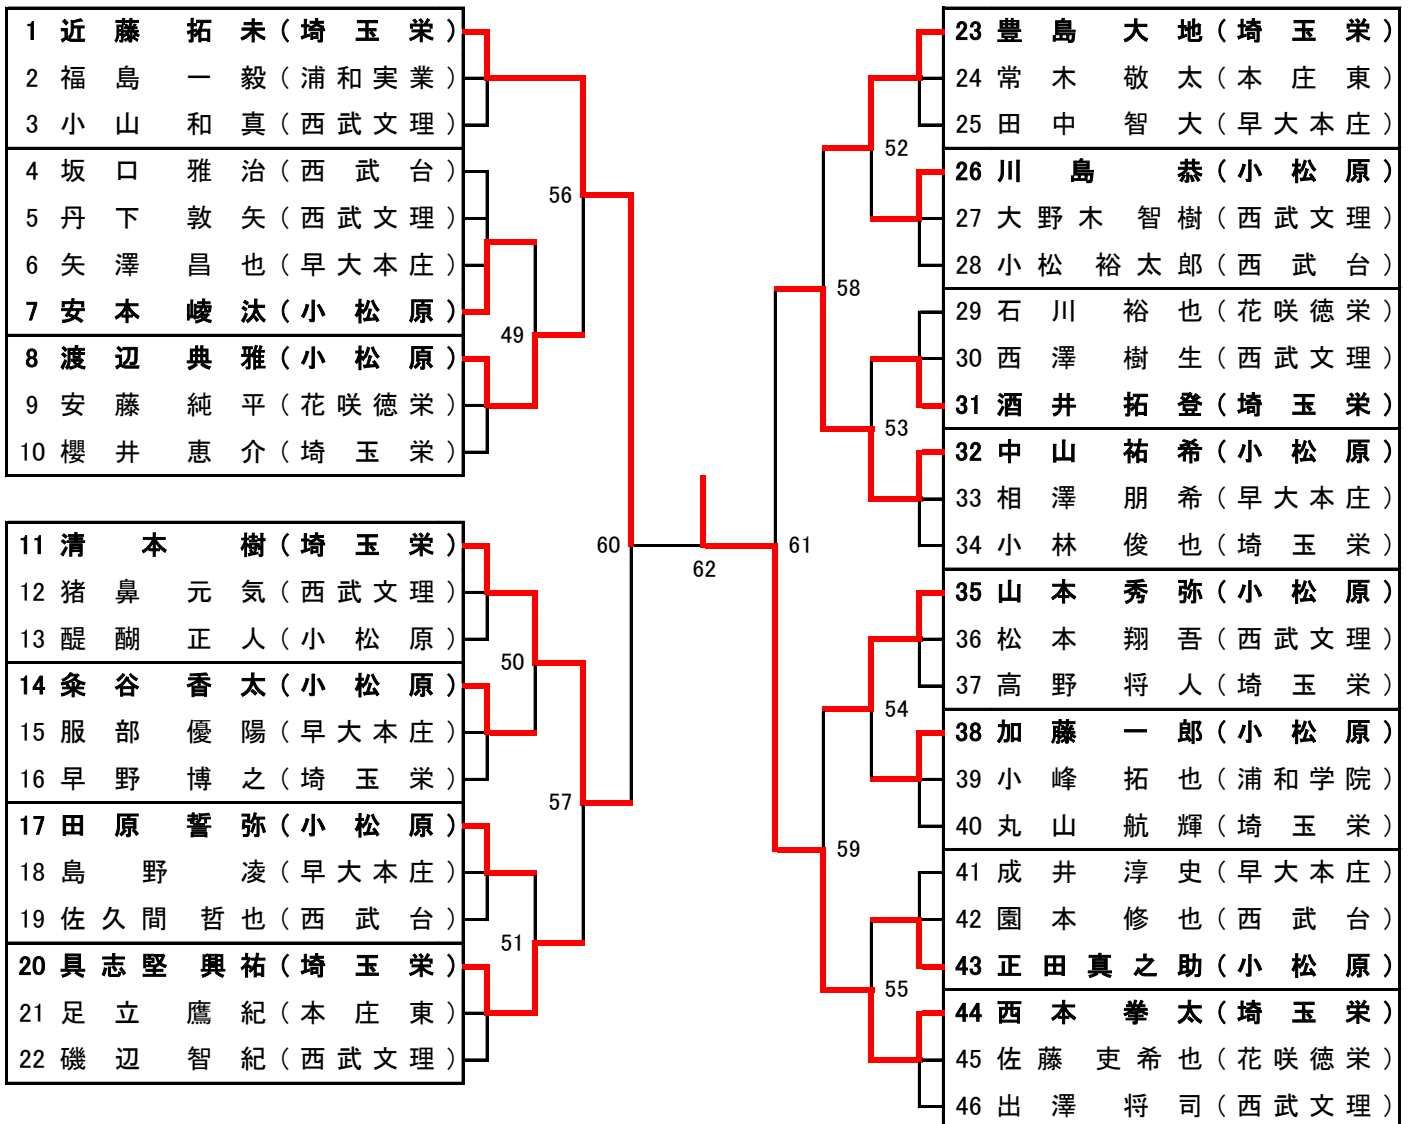 1 近藤 拓未 (埼玉栄)
2 福島 一毅 (浦和実業)
3 小山 和真 (西武文理)
4 坂口 雅治 (西武台)
5 丹下 敦矢 (西武文理)
6 矢澤 昌也 (早大本庄)
7 安本 崚汰 (小松原)
8 渡辺 典雅 (小松原)
9 安藤 純平 (花咲徳栄)
10 櫻井 恵介 (埼玉栄)
56
49
11 清本 樹 (埼玉栄)
12 猪鼻 元気 (西武文理)
13 醍醐 正人 (小松原)
14 粂谷 香太 (小松原)
15 服部 優陽 (早大本庄)
16 早野 博之 (埼玉栄)
17 田原 誓弥 (小松原)
18 島野 凌 (早大本庄)
19 佐久間 哲也 (西武台)
20 具志堅 興祐 (埼玉栄)
21 足立 鷹紀 (本庄東)
22 磯辺 智紀 (西武文理)
50
57
51
60
62
61
23 豊島 大地 (埼玉栄)
24 常木 敬太 (本庄東)
25 田中 智大 (早大本庄)
26 川島 恭 (小松原)
27 大野木 智樹 (西武文理)
28 小松 裕太郎 (西武台)
29 石川 裕也 (花咲徳栄)
30 西澤 樹生 (西武文理)
31 酒井 拓登 (埼玉栄)
32 中山 祐希 (小松原)
33 相澤 朋希 (早大本庄)
34 小林 俊也 (埼玉栄)
35 山本 秀弥 (小松原)
36 松本 翔吾 (西武文理)
37 高野 将人 (埼玉栄)
38 加藤 一郎 (小松原)
39 小峰 拓也 (浦和学院)
40 丸山 航輝 (埼玉栄)
41 成井 淳史 (早大本庄)
42 園本 修也 (西武台)
43 正田 真之助 (小松原)
44 西本 拳太 (埼玉栄)
45 佐藤 吏希也 (花咲徳栄)
46 出澤 将司 (西武文理)
52
58
53
54
59
55